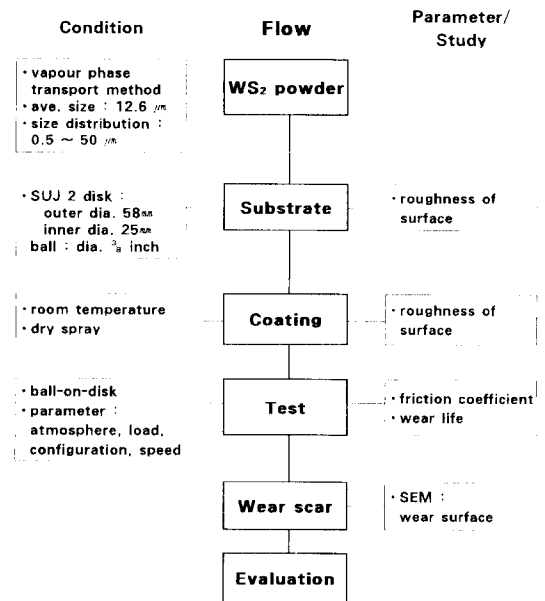 Condition
Flow
Parameter/
Study
・vapour phase
transport method
・ave. size : 12.6 μm
・size distribution :
0.5 ~ 50 μm
WS₂ powder
・SUJ 2 disk :
outer dia. 58mm
inner dia. 25mm
ball : dia. ³⁄₈ inch
Substrate
・roughness of
surface
・room temperature
・dry spray
Coating
・roughness of
surface
・ball-on-disk
・parameter :
atmosphere, load,
configuration, speed
Test
・friction coefficient
・wear life
Wear scar
・SEM :
wear surface
Evaluation